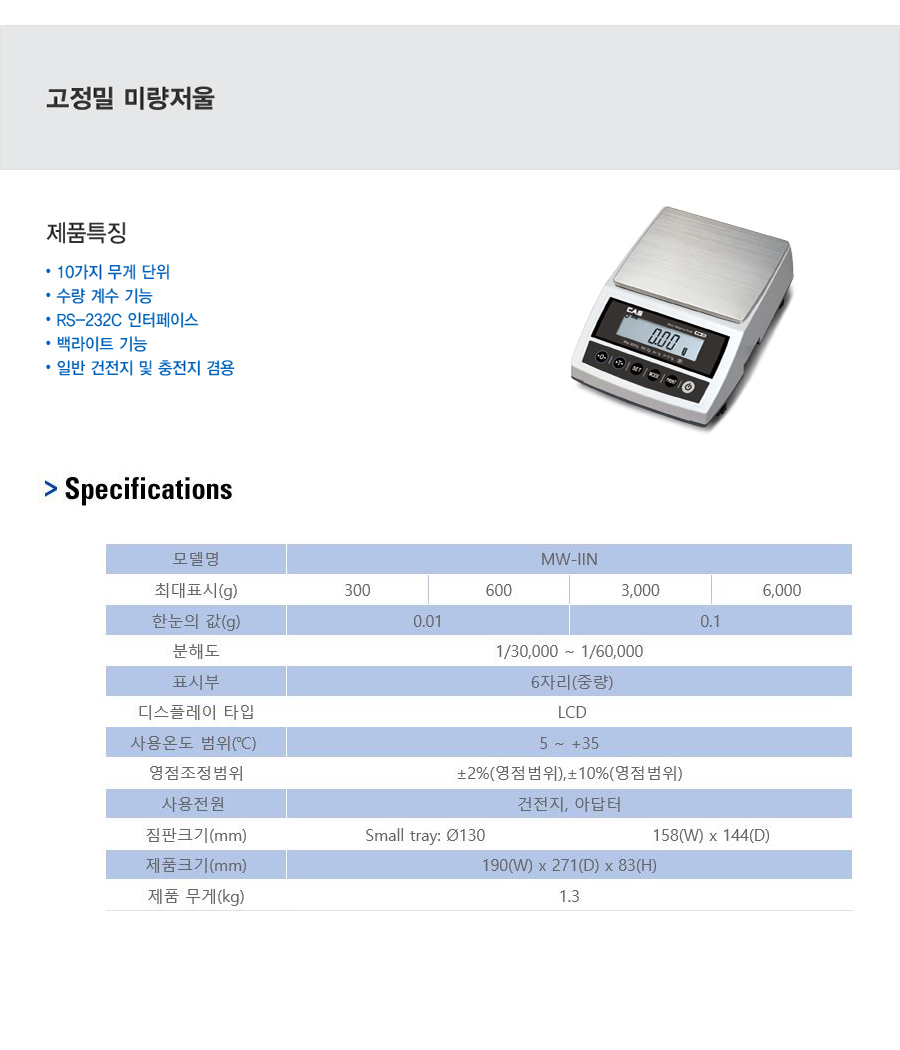 고정밀 미량저울
제품특징
• 10가지 무게 단위
• 수량 계수 기능
• RS-232C 인터페이스
• 백라이트 기능
• 일반 건전지 및 충전지 겸용
CAS
0.00 g
SET MODE PRINT
> Specifications
모델명 MW-IIN
최대표시(g) 300 600 3,000 6,000
한눈의 값(g) 0.01 0.1
분해도 1/30,000 ~ 1/60,000
표시부 6자리(중량)
디스플레이 타입 LCD
사용온도 범위(℃) 5 ~ +35
영점조정범위 ±2%(영점범위),±10%(영점범위)
사용전원 건전지, 아답터
짐판크기(mm) Small tray: Ø130 158(W) x 144(D)
제품크기(mm) 190(W) x 271(D) x 83(H)
제품 무게(kg) 1.3